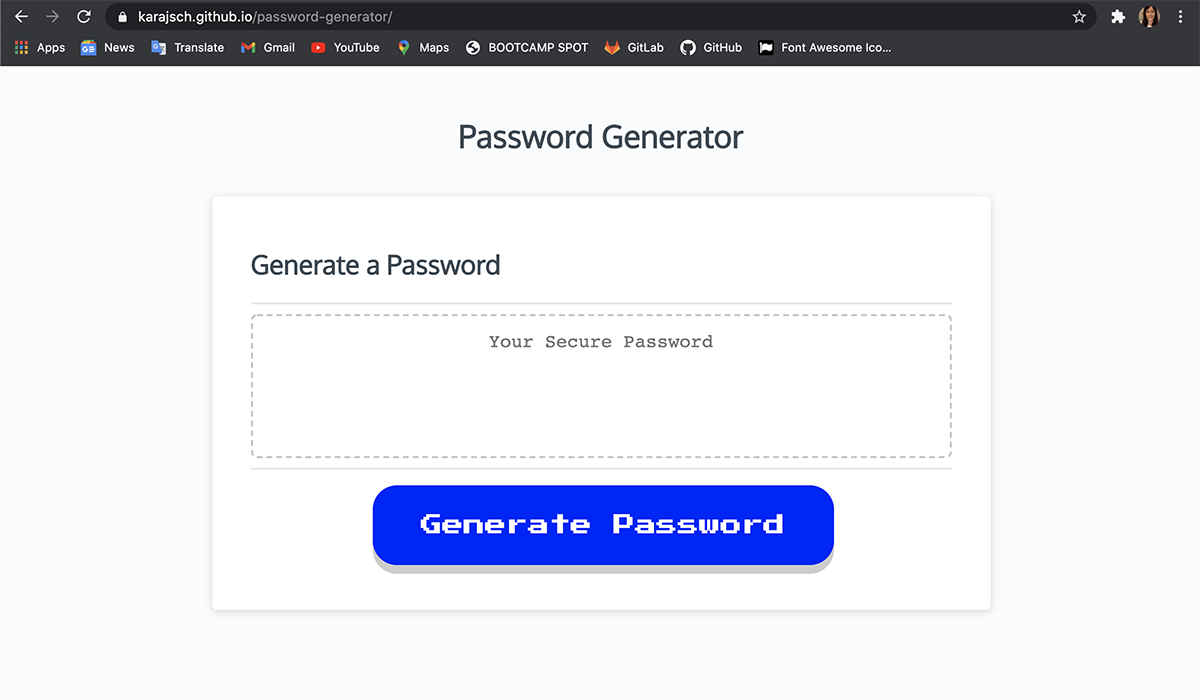 karajsch.github.io/password-generator/
Apps News Translate Gmail YouTube Maps BOOTCAMP SPOT GitLab GitHub Font Awesome Ico...
Password Generator
Generate a Password
Your Secure Password
Generate Password